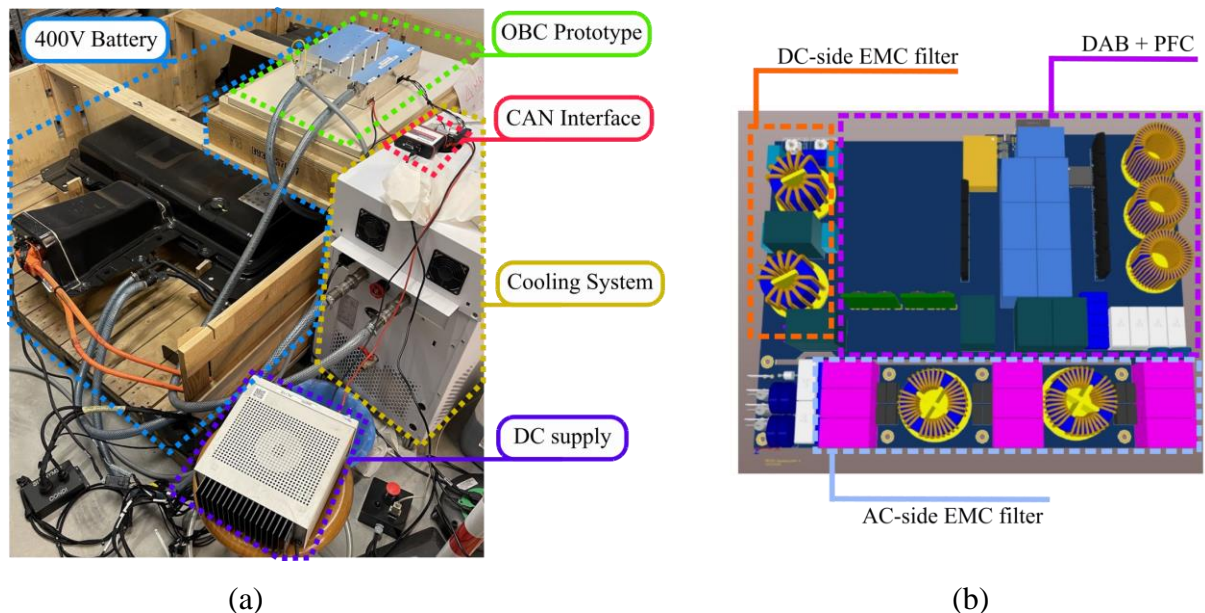 400V Battery
OBC Prototype
CAN Interface
Cooling System
DC supply
(a)
DC-side EMC filter
DAB + PFC
AC-side EMC filter
(b)